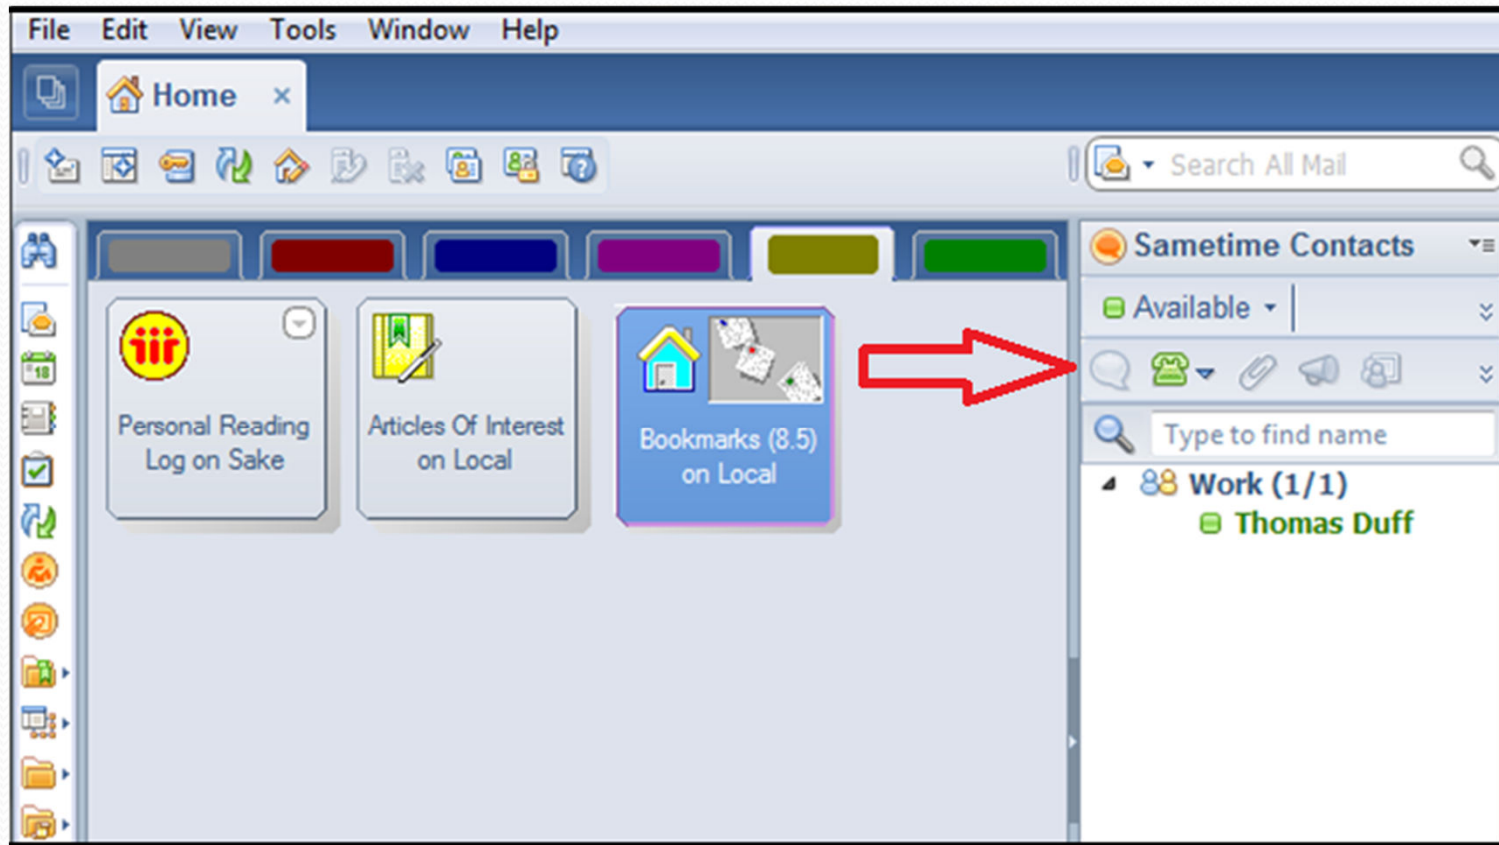 File Edit View Tools Window Help
Home
Search All Mail
Sametime Contacts
Available
18
Type to find name
Personal Reading
Log on Sake
Articles Of Interest
on Local
Bookmarks (8.5)
on Local
Work (1/1)
Thomas Duff